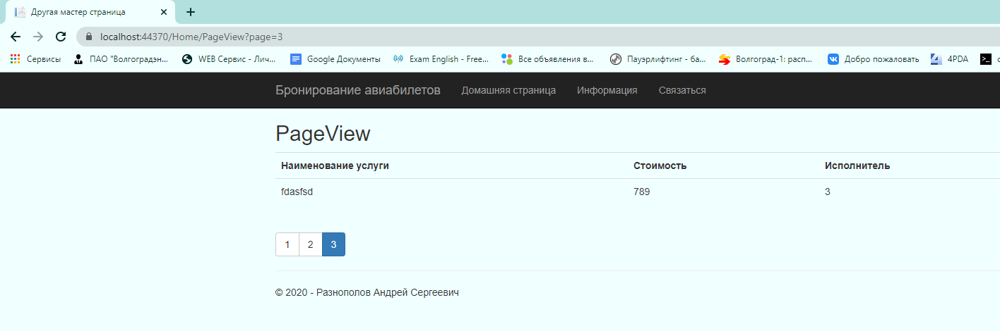 Другая мастер страница
localhost:44370/Home/PageView?page=3
Сервисы ПАО "Волгоградэн... WEB Сервис - Лич... Google Документы Exam English - Free... Все объявления в... Пауэрлифтинг - ба... Волгоград-1: расп... Добро пожаловать 4PDA
Бронирование авиабилетов Домашняя страница Информация Связаться
PageView
Наименование услуги Стоимость Исполнитель
fdasfsd 789 3
1 2 3
© 2020 - Разнополов Андрей Сергеевич